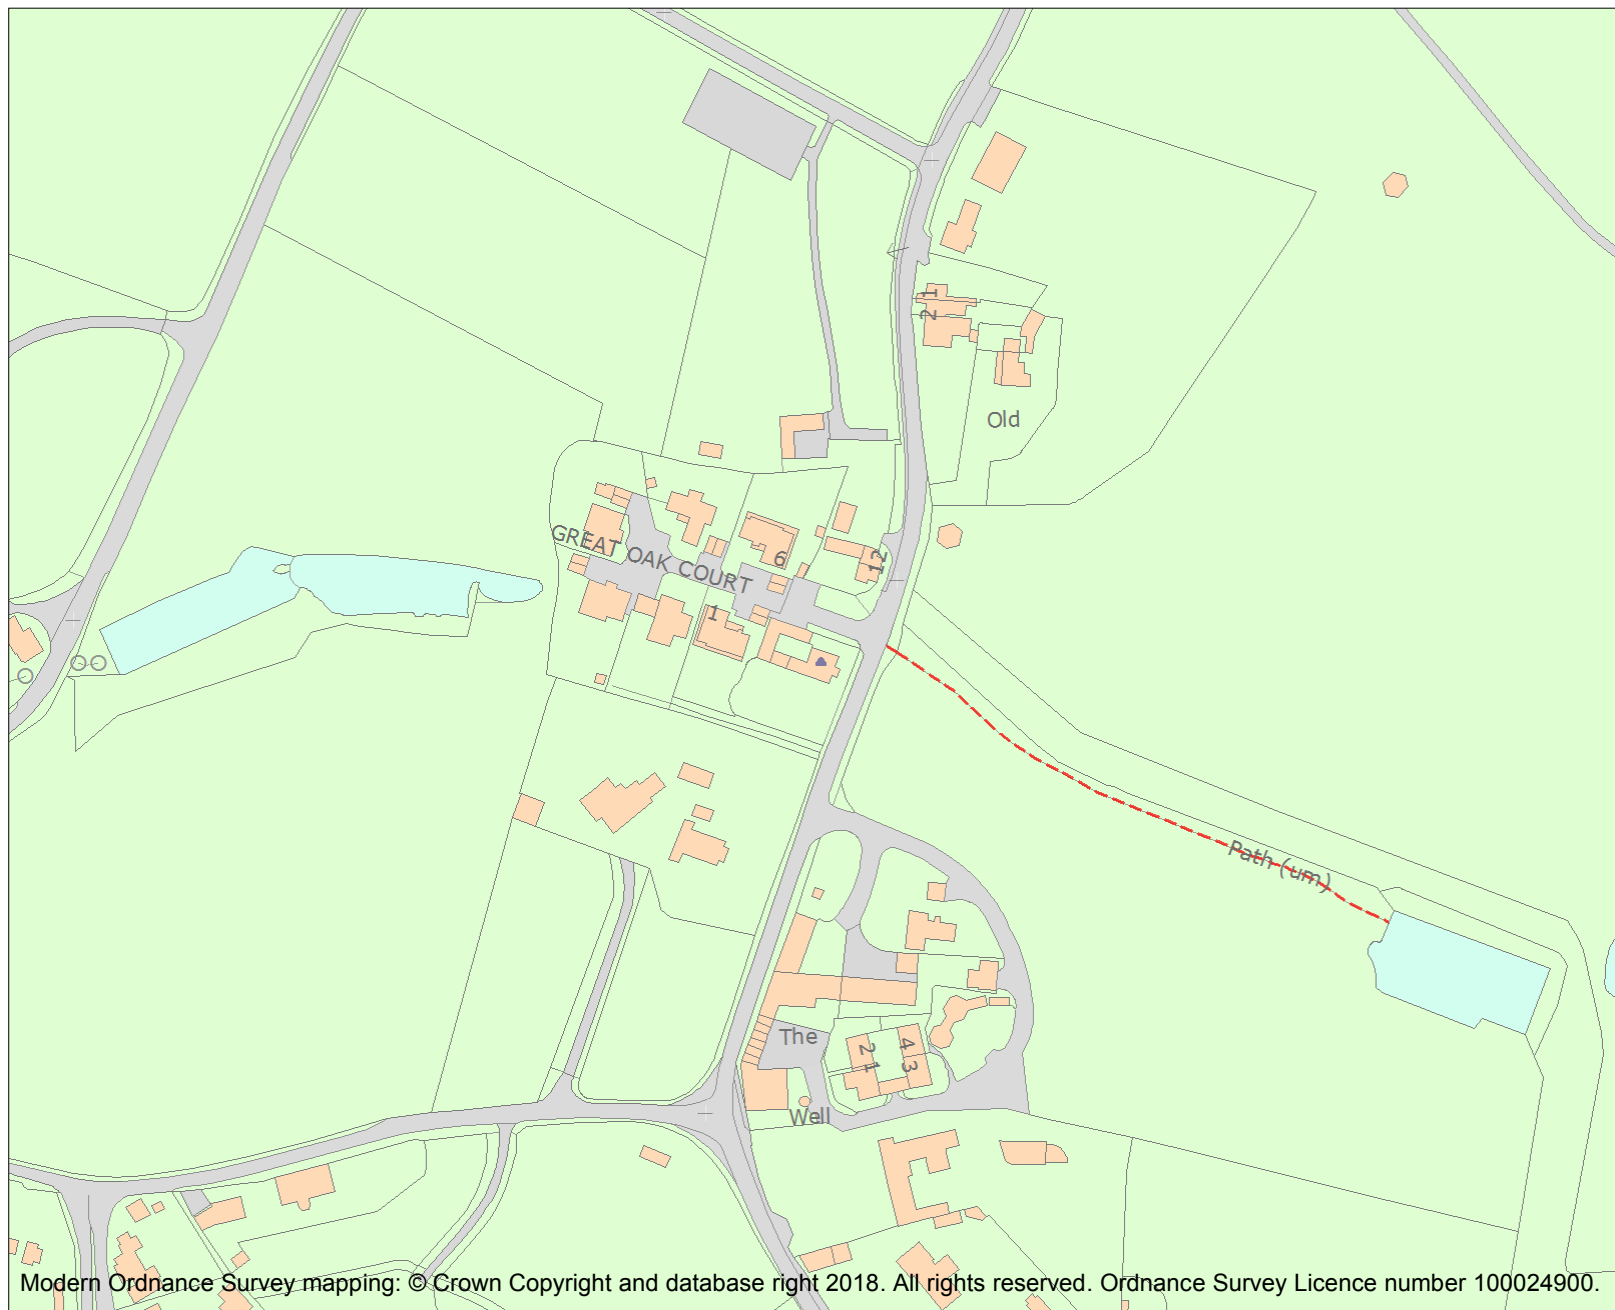 1
2
Old
GREAT OAK COURT
6
12
1
Path (um)
The
2 1
4 3
Well
Modern Ordnance Survey mapping: © Crown Copyright and database right 2018. All rights reserved. Ordnance Survey Licence number 100024900.